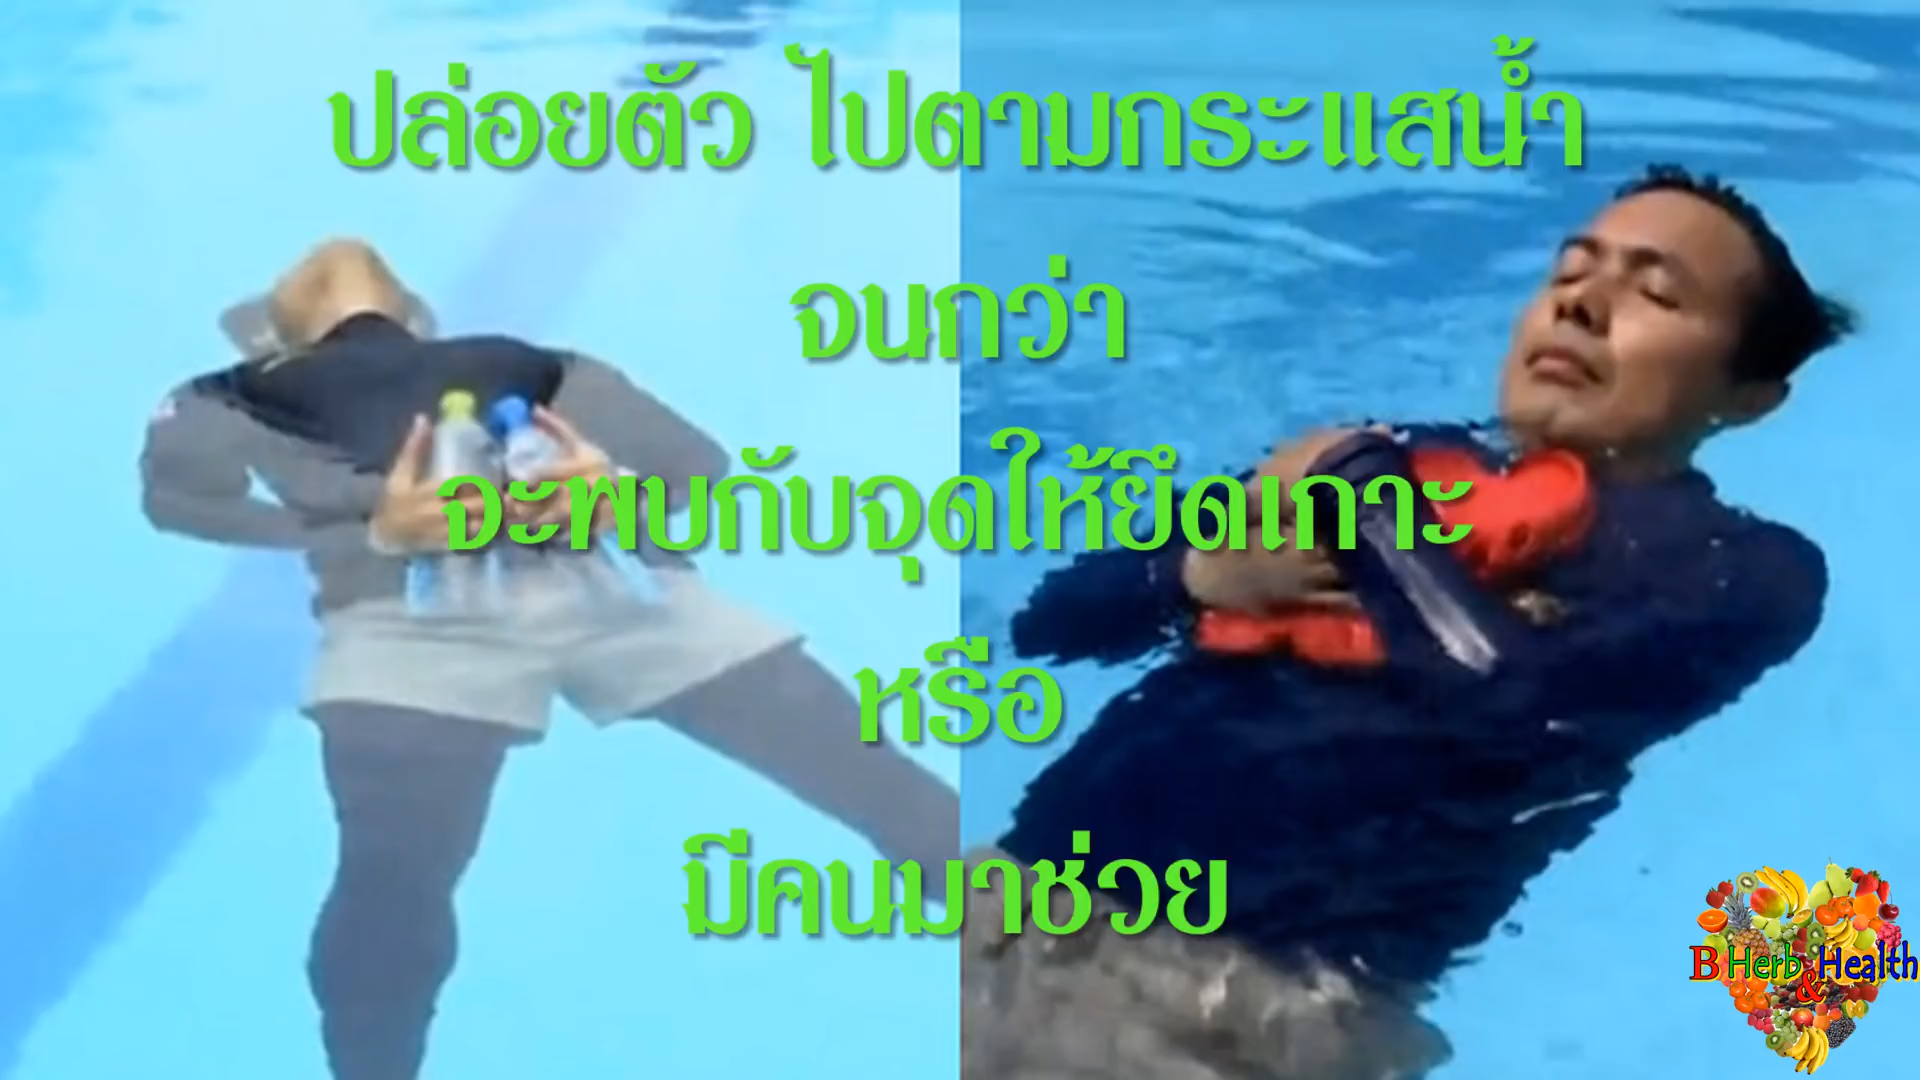 ปล่อยตัว ไปตามกระแสน้ำ
จนกว่า
จะพบกับจุดให้ยึดเกาะ
หรือ
มีคนมาช่วย
B Herb & Health